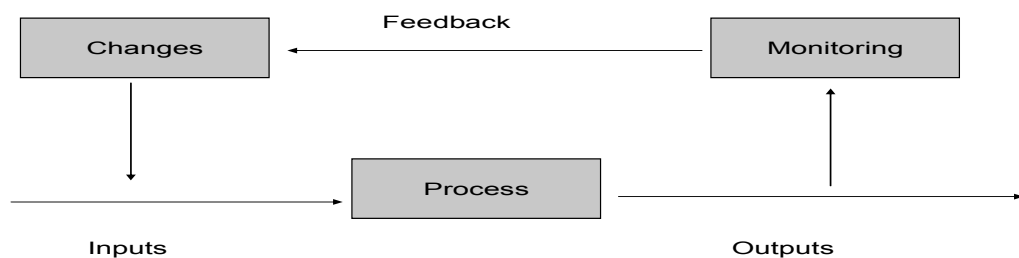 Feedback
Changes
Monitoring
Process
Inputs
Outputs